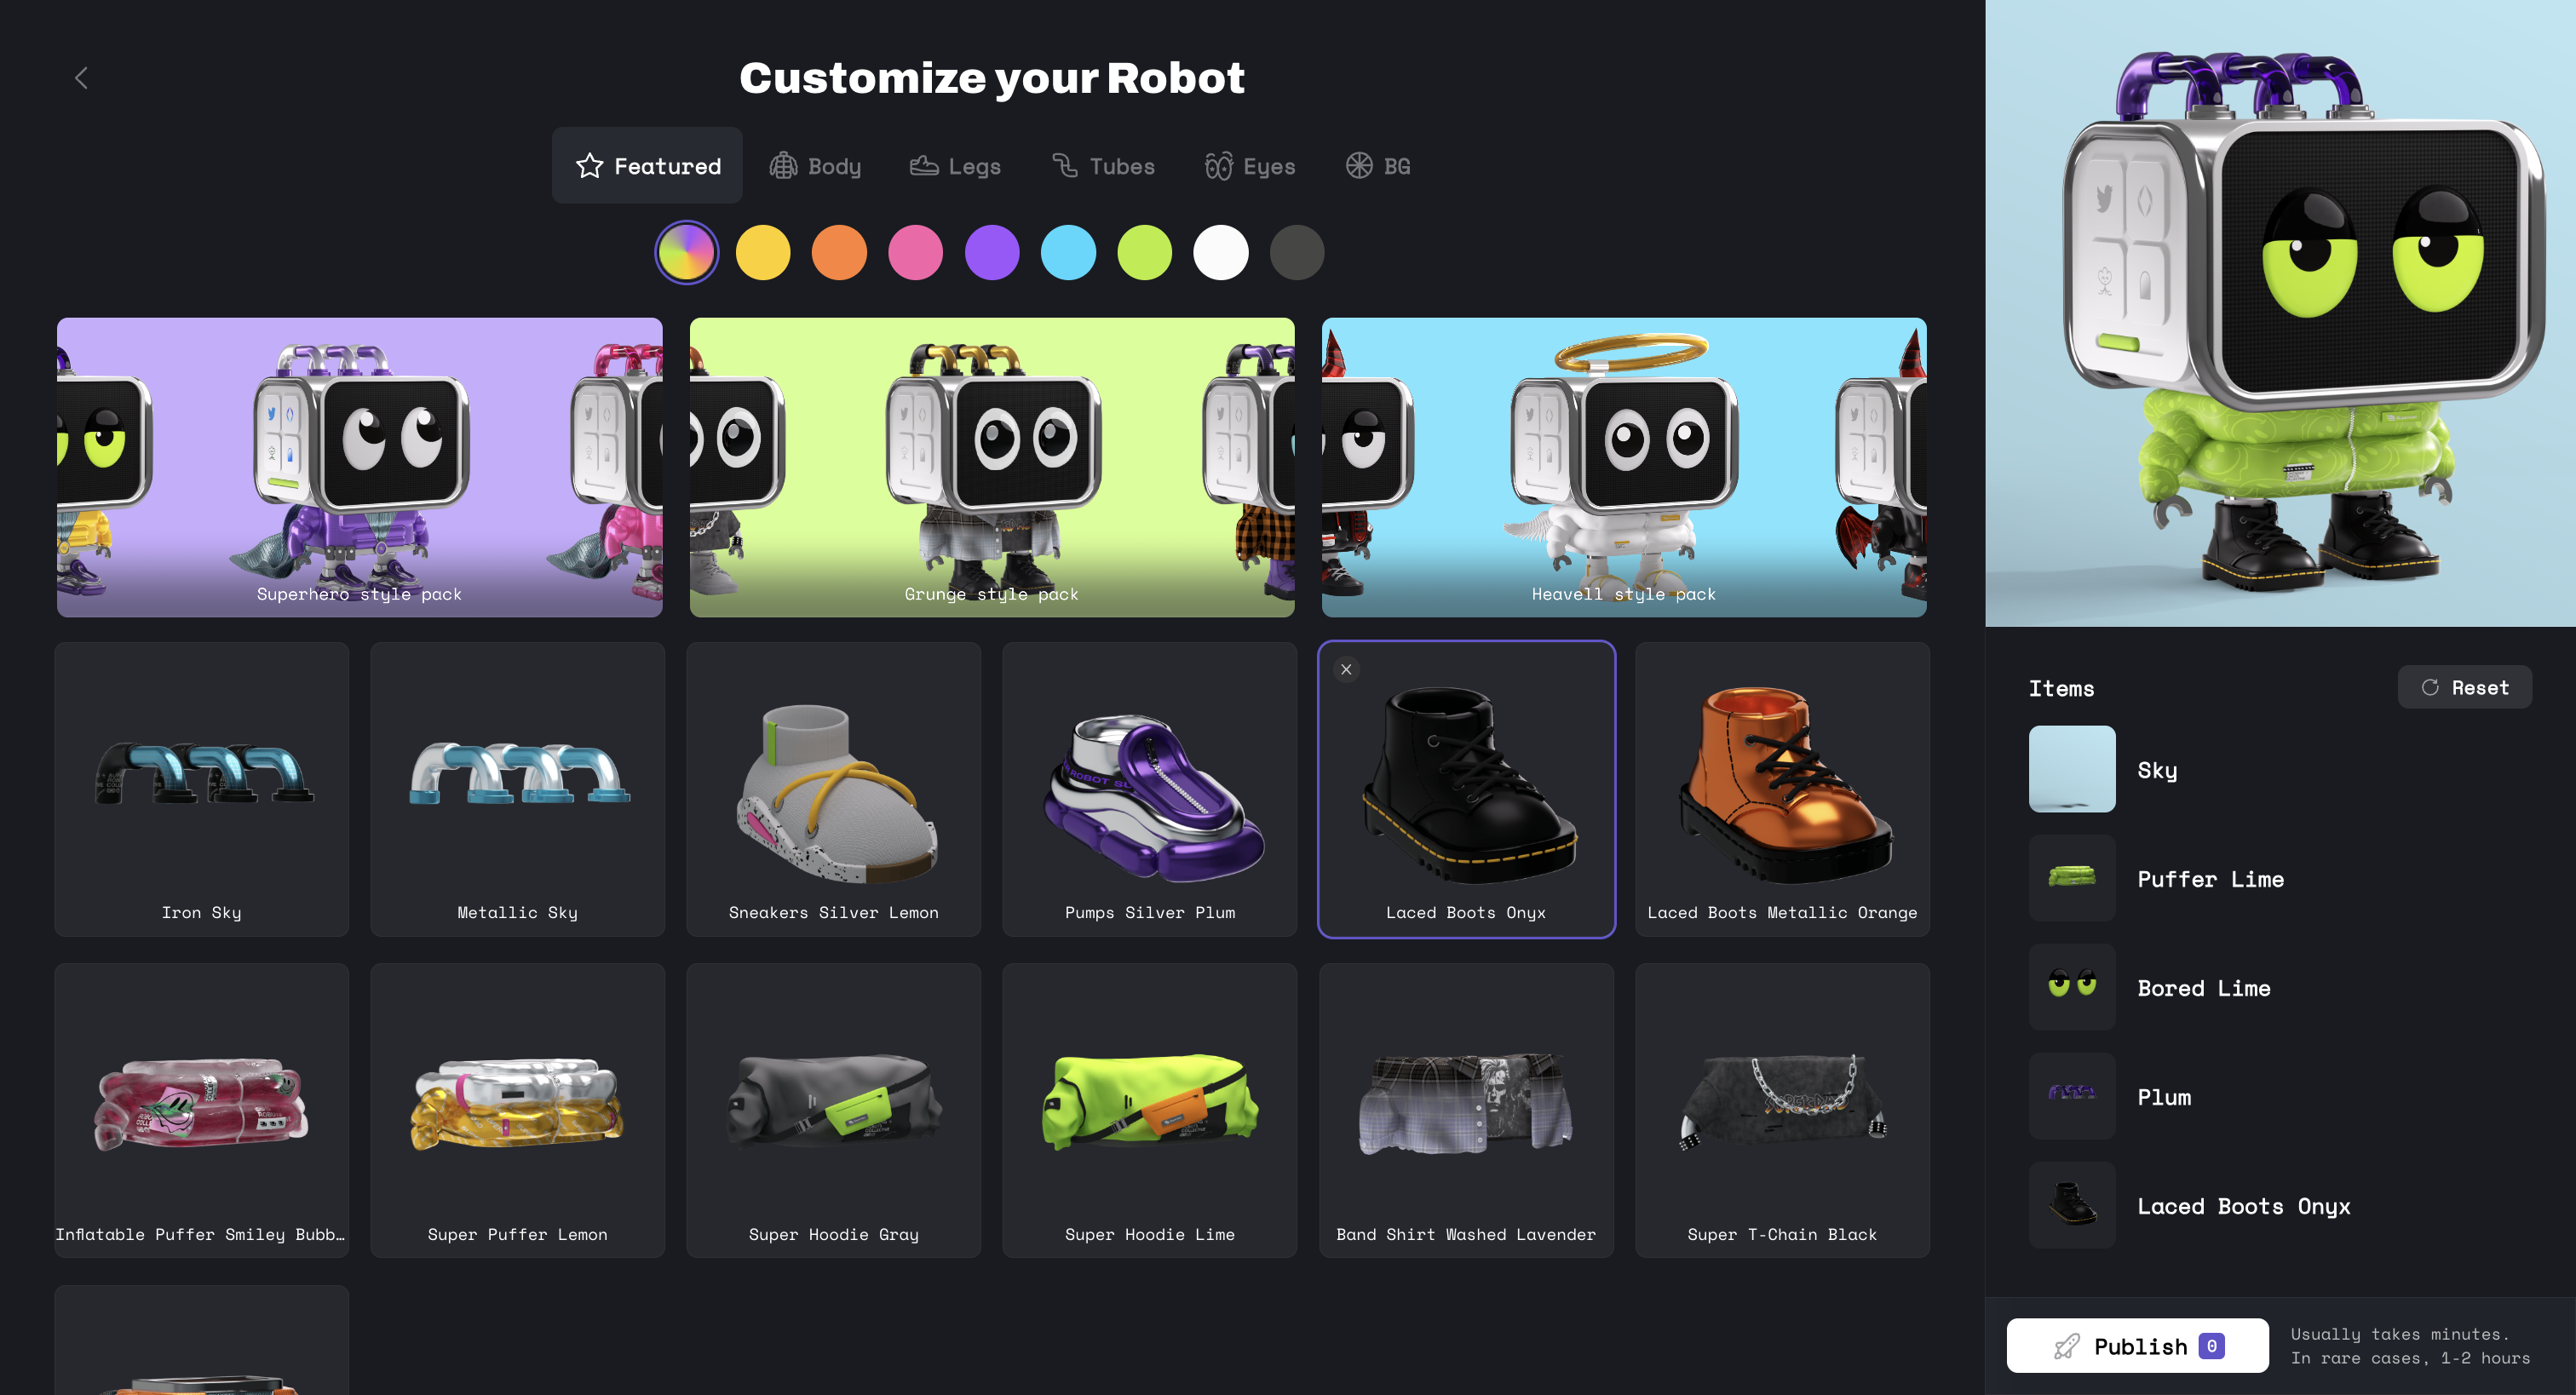 Customize your Robot
Featured
Body
Legs
Tubes
Eyes
BG
Superhero style pack
Grunge style pack
Heavell style pack
Iron Sky
Metallic Sky
Sneakers Silver Lemon
Pumps Silver Plum
Laced Boots Onyx
Laced Boots Metallic Orange
Inflatable Puffer Smiley Bubb…
Super Puffer Lemon
Super Hoodie Gray
Super Hoodie Lime
Band Shirt Washed Lavender
Super T-Chain Black
Items
Reset
Sky
Puffer Lime
Bored Lime
Plum
Laced Boots Onyx
Publish 0
Usually takes minutes.
In rare cases, 1-2 hours